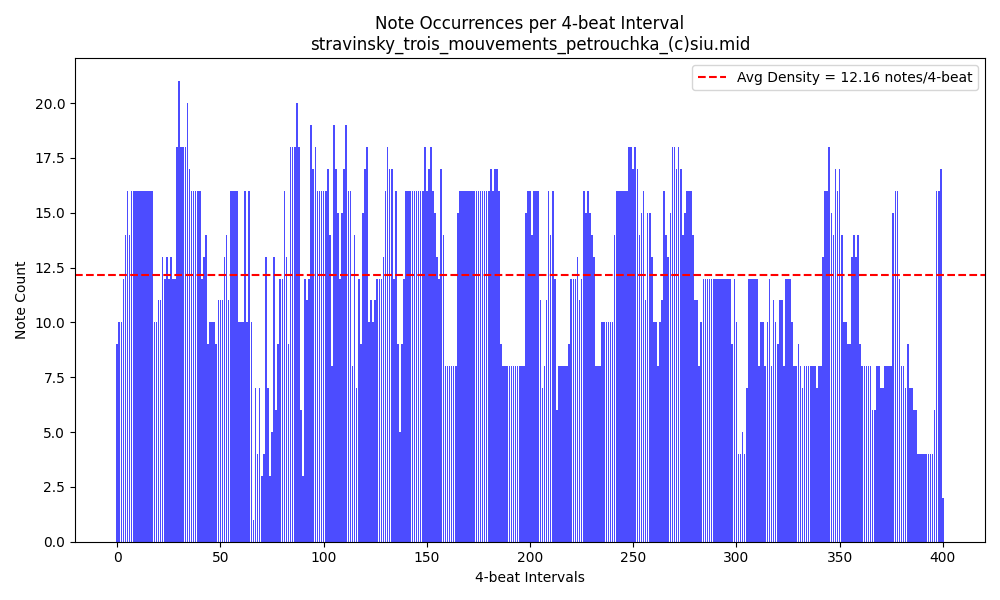 Note Occurrences per 4-beat Interval
stravinsky_trois_mouvements_petrouchka_(c)siu.mid
Avg Density = 12.16 notes/4-beat
Note Count
20.0
17.5
15.0
12.5
10.0
7.5
5.0
2.5
0.0
0 50 100 150 200 250 300 350 400
4-beat Intervals